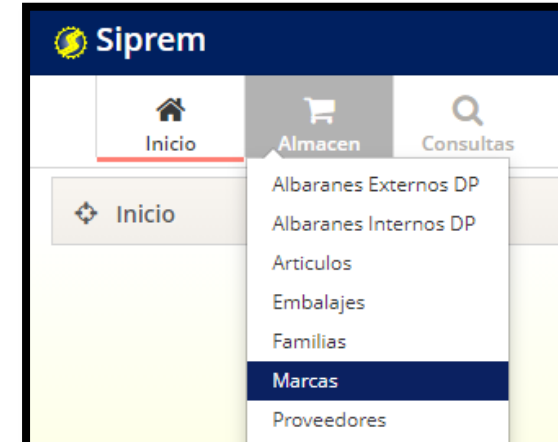 Siprem
Inicio
Almacen
Consultas
Inicio
Albaranes Externos DP
Albaranes Internos DP
Articulos
Embalajes
Familias
Marcas
Proveedores